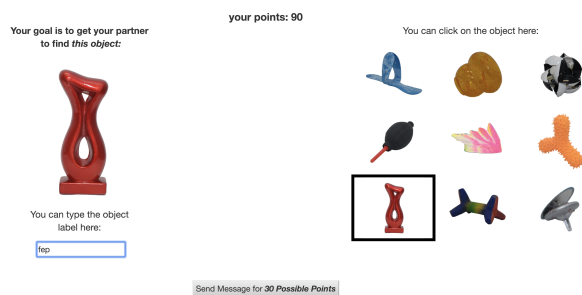 your points: 90
Your goal is to get your partner
to find this object:
You can click on the object here:
You can type the object
label here:
fep
Send Message for 30 Possible Points